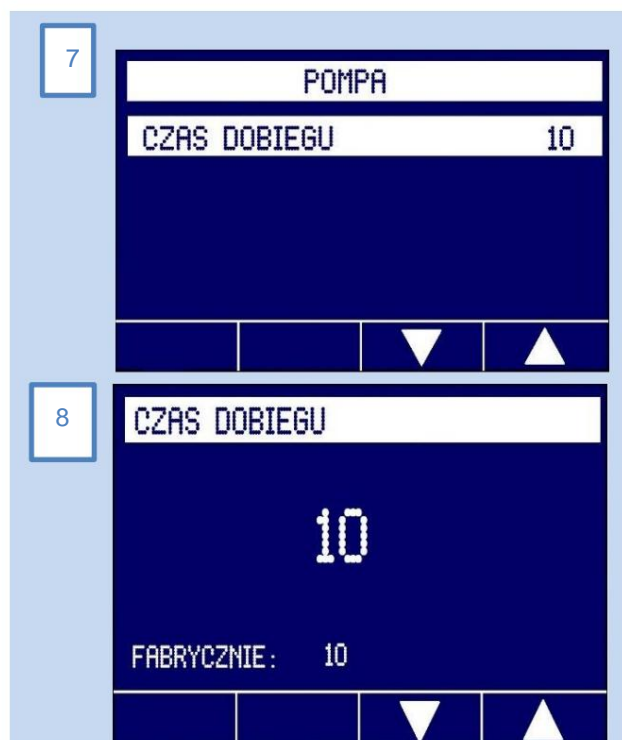 7
POMPA
CZAS DOBIEGU 10
8
CZAS DOBIEGU
10
FABRYCZNIE: 10